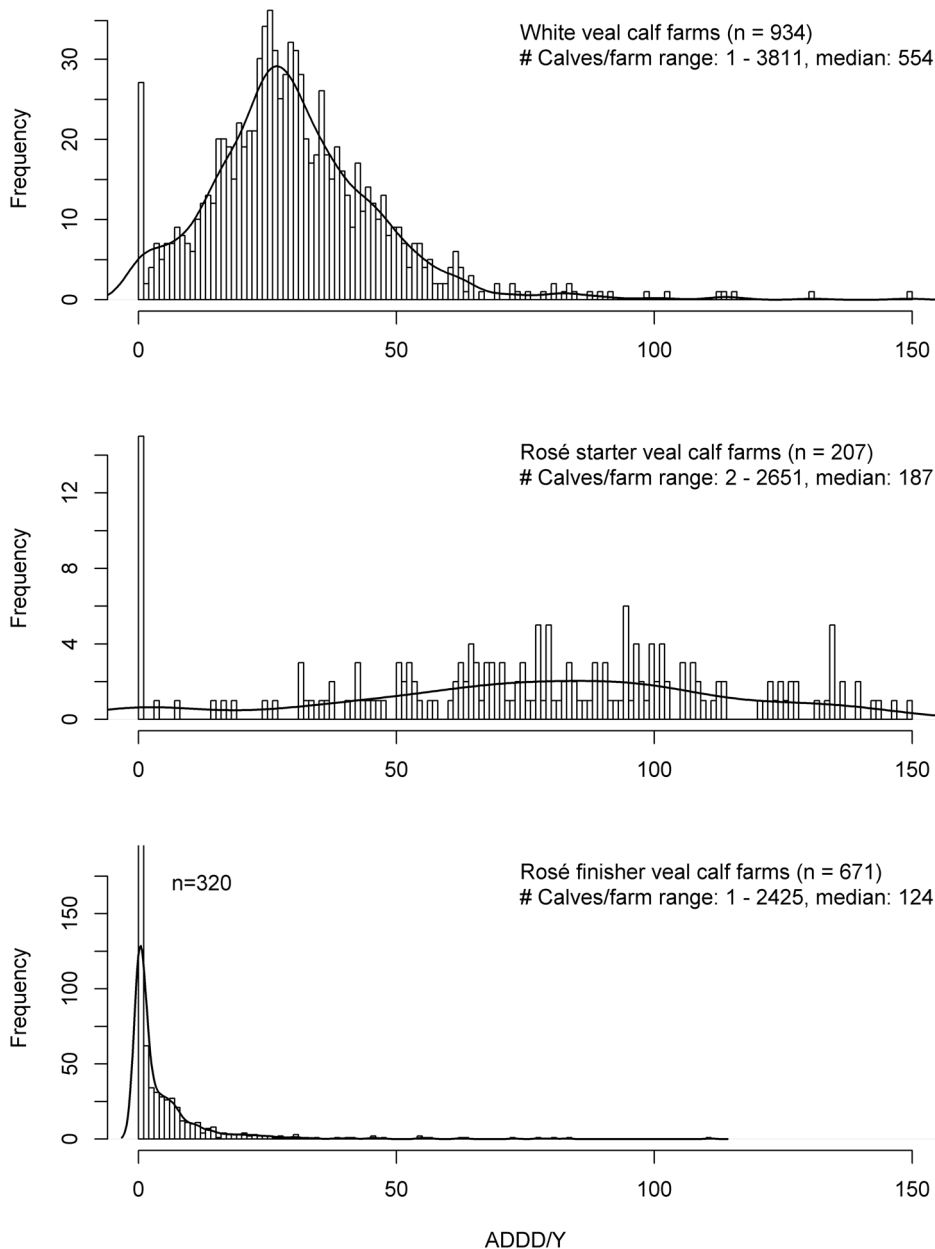 White veal calf farms (n = 934)
# Calves/farm range: 1 - 3811, median: 554
Frequency
30
20
10
0
0 50 100 150
Rosé starter veal calf farms (n = 207)
# Calves/farm range: 2 - 2651, median: 187
Frequency
12
8
4
0
0 50 100 150
n=320
Rosé finisher veal calf farms (n = 671)
# Calves/farm range: 1 - 2425, median: 124
Frequency
150
100
50
0
0 50 100 150
ADDD/Y